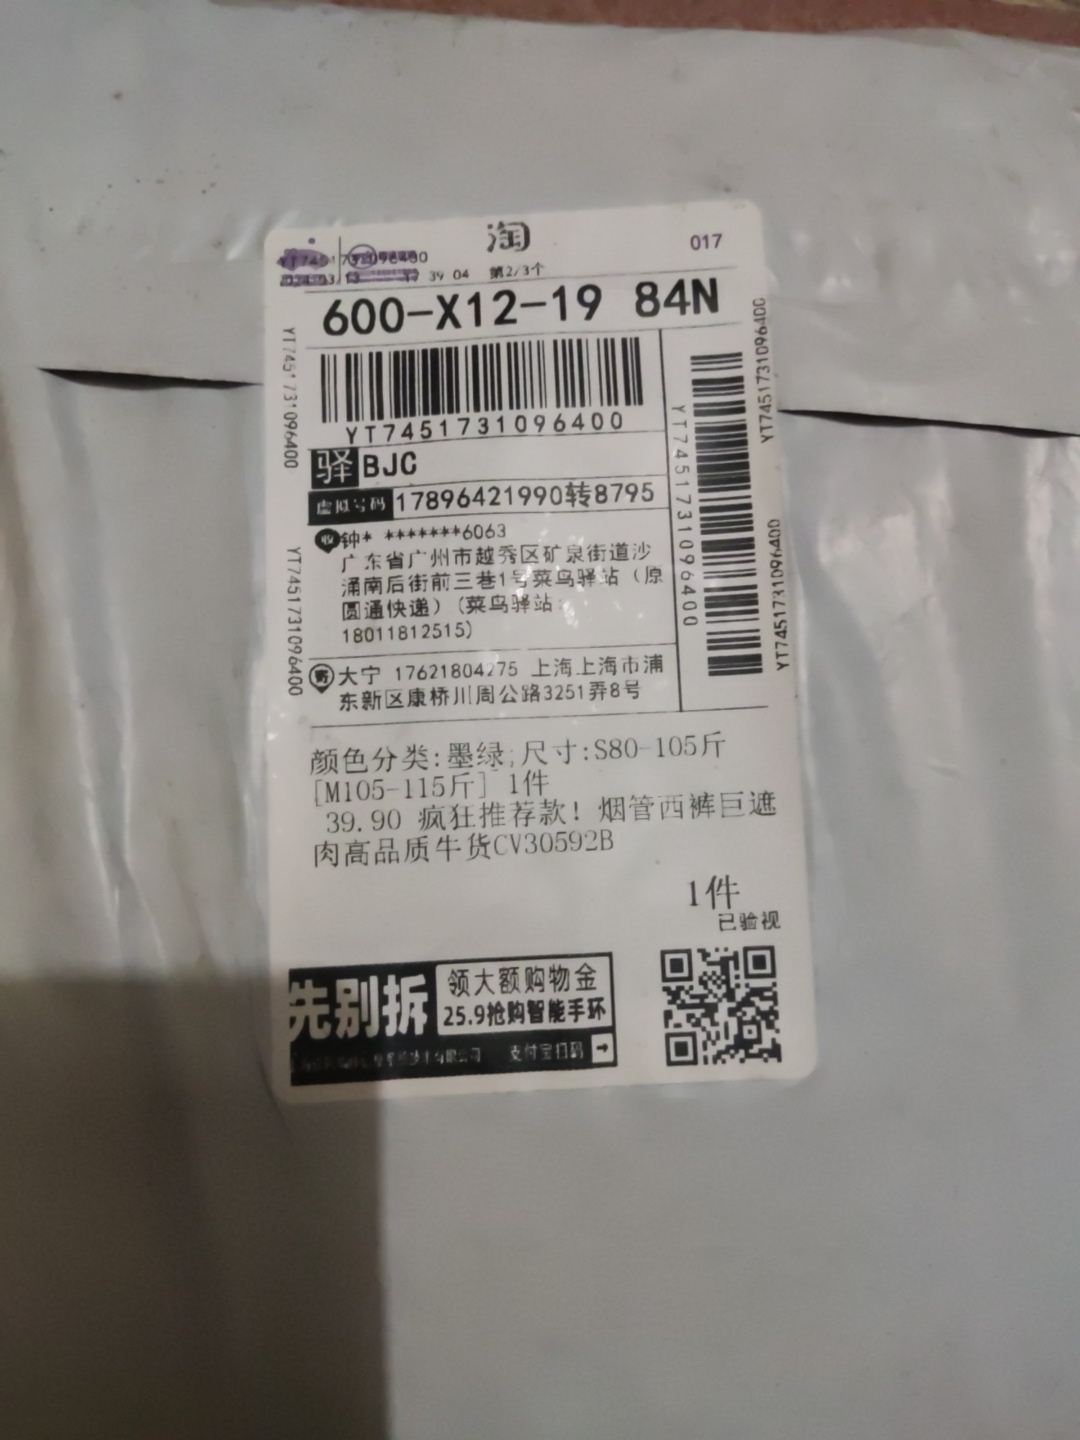 淘
017
39 04 第2/3个
600-X12-19 84N
YT7451731096400
YT7451731096400
YT7451731096400
YT7451731096400
YT7451731096400
YT7451731096400
驿 BJC
虚拟号码 17896421990转8795
收 钟* *******6063
广东省广州市越秀区矿泉街道沙
涌南后街前三巷1号菜鸟驿站（原
圆通快递）(菜鸟驿站:
18011812515)
寄 大宁 17621804275 上海上海市浦
东新区康桥川周公路3251弄8号
颜色分类:墨绿;尺寸:S80-105斤
[M105-115斤] 1件
39.90 疯狂推荐款！烟管西裤巨遮
肉高品质牛货CV30592B
1件
已验视
先别拆
领大额购物金
25.9抢购智能手环
支付宝扫码